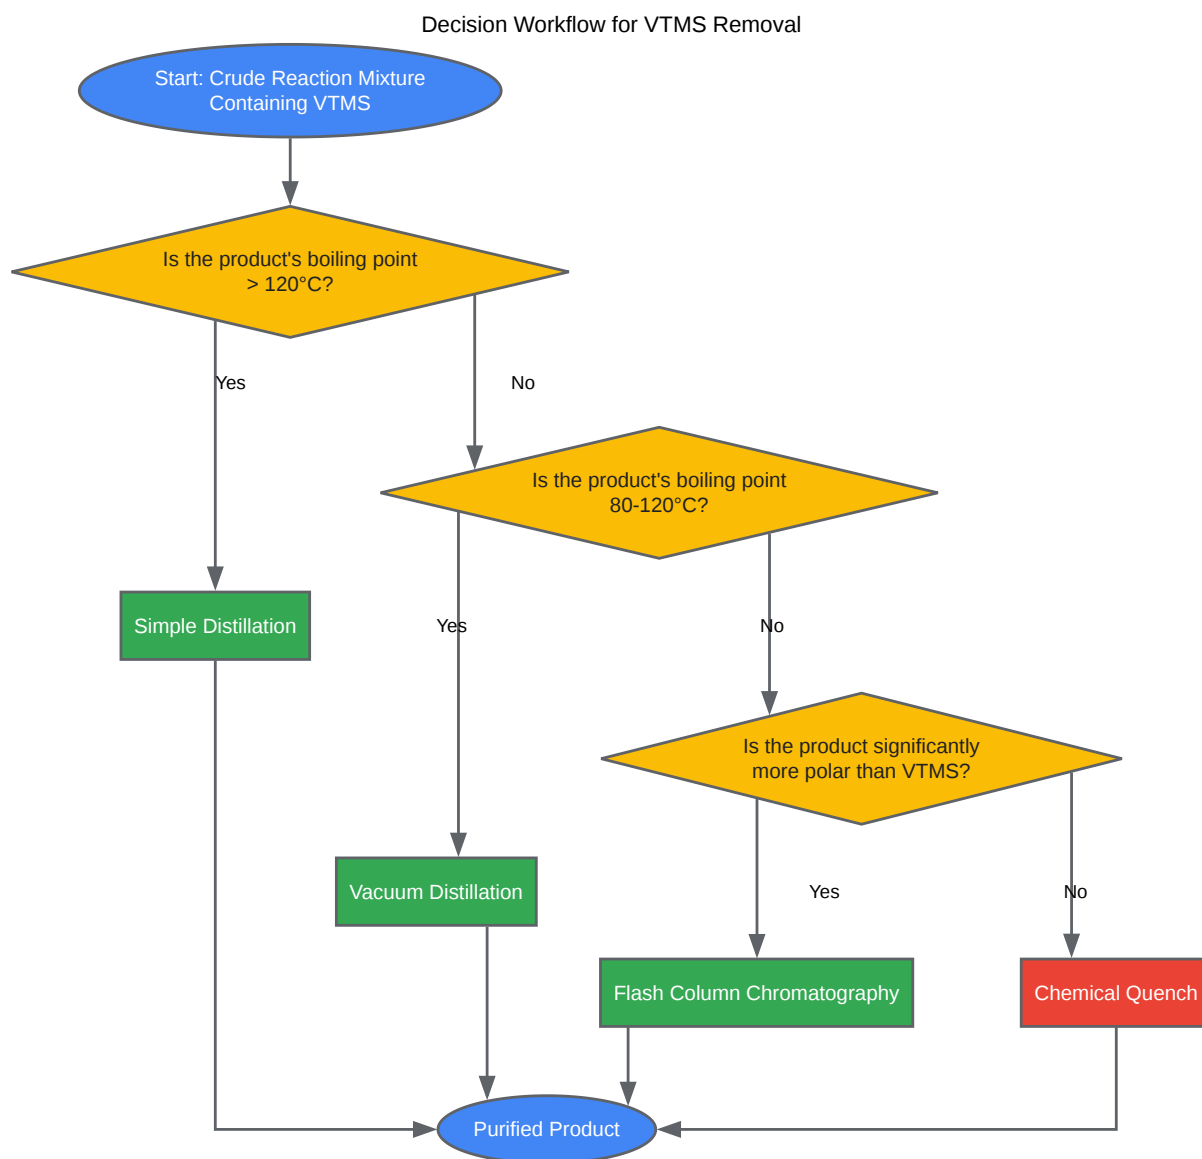 Decision Workflow for VTMS Removal
Start: Crude Reaction Mixture
Containing VTMS
Is the product's boiling point
> 120°C?
Yes
No
Is the product's boiling point
80-120°C?
Simple Distillation
Yes
No
Is the product significantly
more polar than VTMS?
Vacuum Distillation
Yes
No
Flash Column Chromatography
Chemical Quench
Purified Product